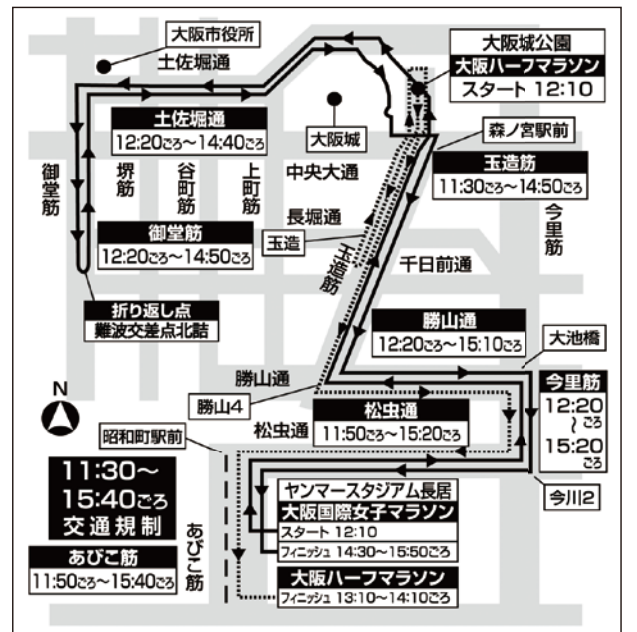 大阪市役所
土佐堀通
大阪城公園
大阪ハーフマラソン
スタート 12:10
大阪城
森ノ宮駅前
土佐堀通
12:20ごろ〜14:40ごろ
玉造筋
11:30ごろ〜14:50ごろ
御堂筋
堺筋
谷町筋
上町筋
中央大通
長堀通
玉造
玉造筋
今里筋
御堂筋
12:20ごろ〜14:50ごろ
千日前通
折り返し点
難波交差点北詰
勝山通
12:20ごろ〜15:10ごろ
大池橋
N
勝山通
勝山4
今里筋
12:20
〜
15:20
ごろ
昭和町駅前
松虫通
松虫通
11:50ごろ〜15:20ごろ
今川2
11:30〜
15:40ごろ
交通規制
あびこ筋
ヤンマースタジアム長居
大阪国際女子マラソン
スタート 12:10
フィニッシュ 14:30〜15:50ごろ
あびこ筋
11:50ごろ〜15:40ごろ
大阪ハーフマラソン
フィニッシュ 13:10〜14:10ごろ